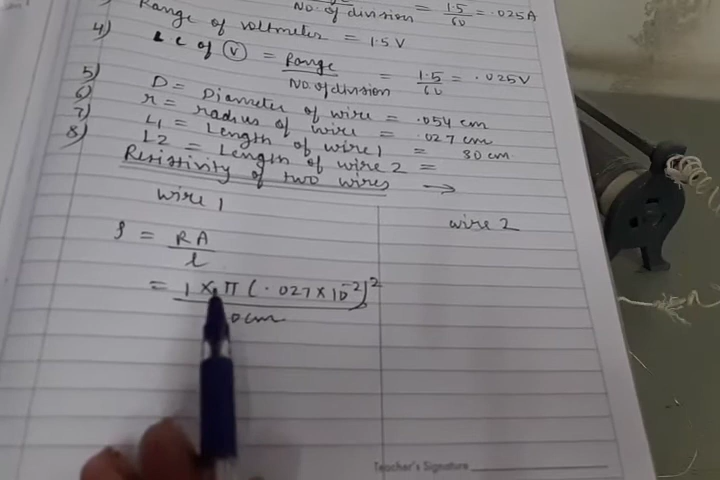 No. of division = 1.5/60 = .025A
4) Range of voltmeter = 1.5 V
L C of V = Range/No. of division = 1.5/60 = .025V
5) D = Diameter of wire = .054 cm
6) r = radius of wire = .027 cm
7) L1 = Length of wire 1 = 30 cm
8) L2 = Length of wire 2 =
Resistivity of two wires →
wire 1
wire 2
ρ = RA/l
= 1 × π (.027 × 10⁻²)²
0 cm
Teacher's Signature